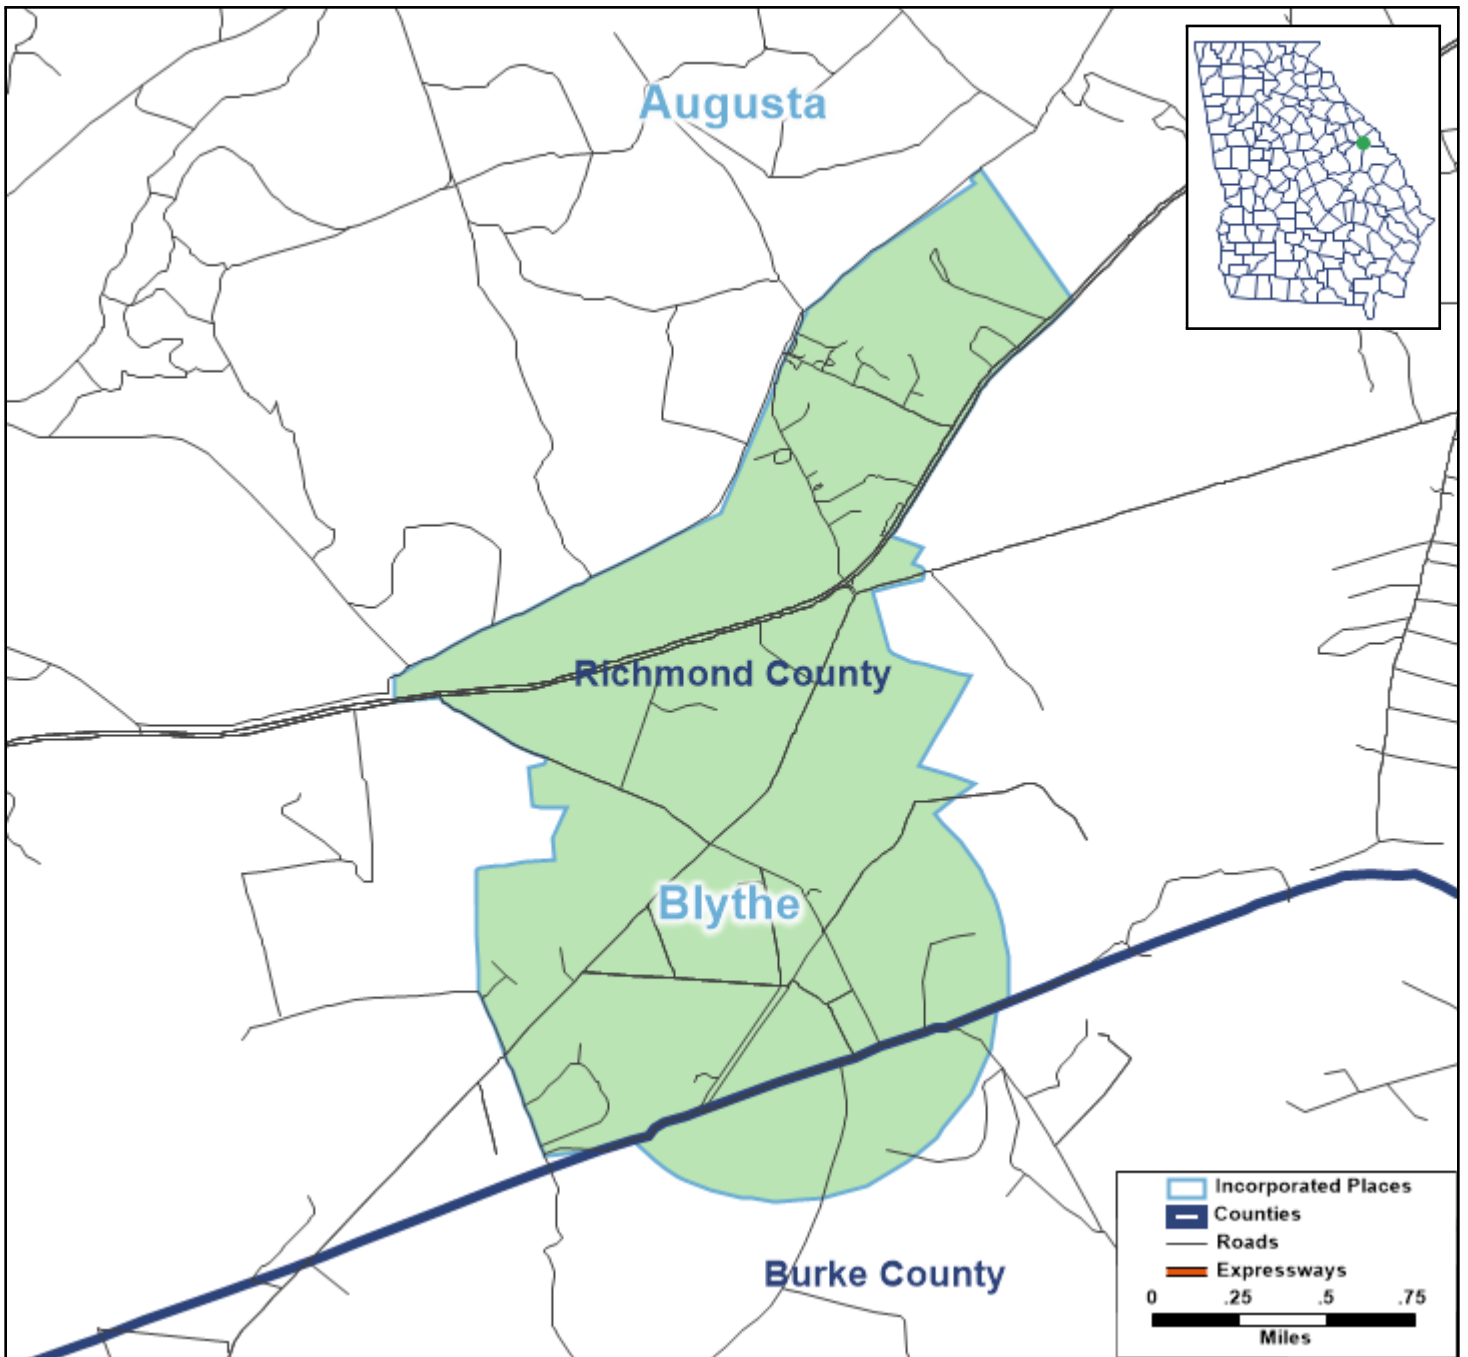 Augusta
Richmond County
Blythe
Burke County
Incorporated Places
Counties
Roads
Expressways
0 .25 .5 .75
Miles